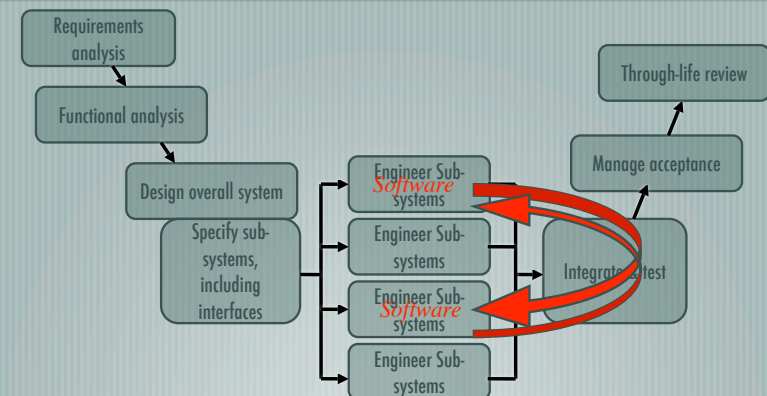 Requirements
analysis
Functional analysis
Design overall system
Specify sub-
systems,
including
interfaces
Engineer Sub-
systems
Software
Engineer Sub-
systems
Engineer Sub-
systems
Software
Engineer Sub-
systems
Integrate & test
Manage acceptance
Through-life review